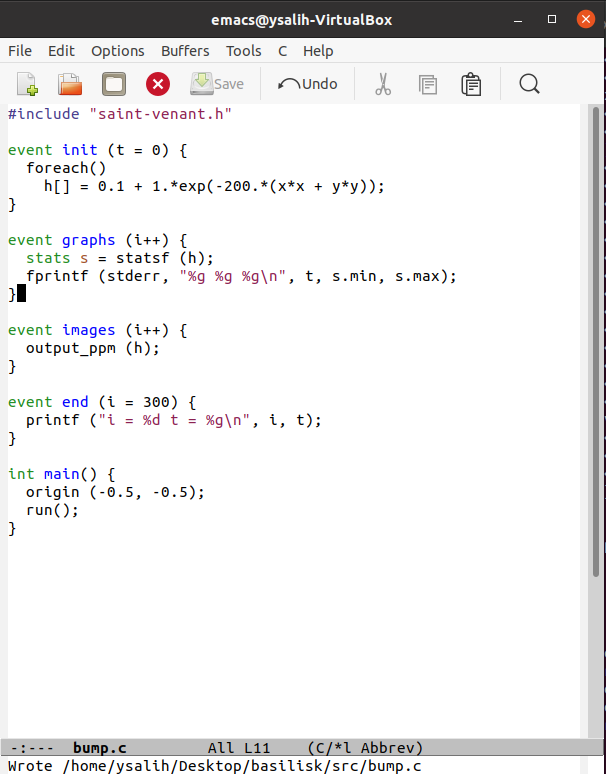 emacs@ysalih-VirtualBox
File Edit Options Buffers Tools C Help
Save Undo
#include "saint-venant.h"
event init (t = 0) {
  foreach()
    h[] = 0.1 + 1.*exp(-200.*(x*x + y*y));
}
event graphs (i++) {
  stats s = statsf (h);
  fprintf (stderr, "%g %g %g\n", t, s.min, s.max);
}
event images (i++) {
  output_ppm (h);
}
event end (i = 300) {
  printf ("i = %d t = %g\n", i, t);
}
int main() {
  origin (-0.5, -0.5);
  run();
}
-:--- bump.c All L11 (C/*l Abbrev)
Wrote /home/ysalih/Desktop/basilisk/src/bump.c